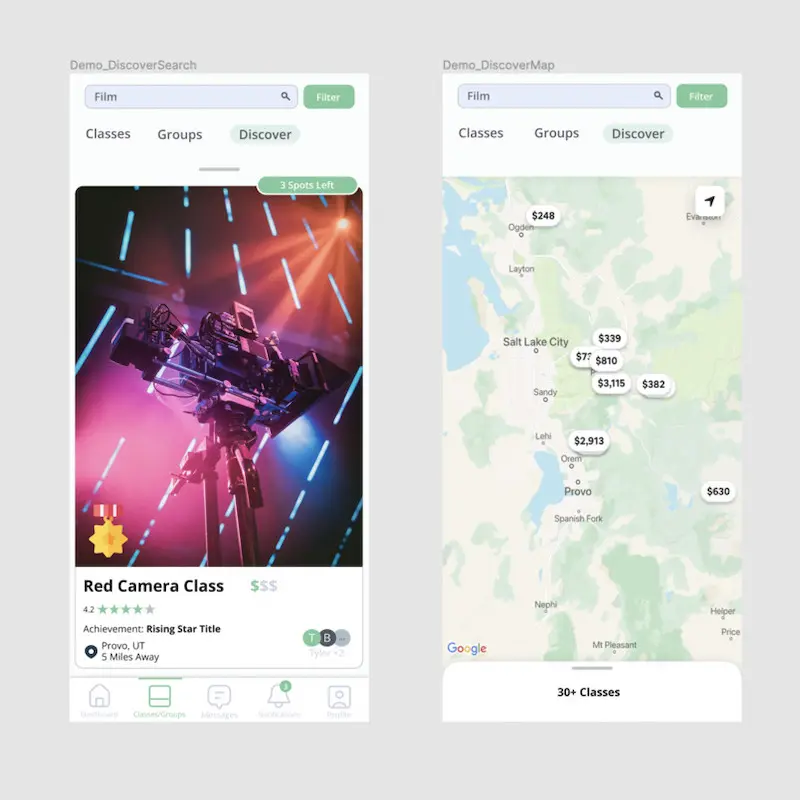 Demo_DiscoverSearch
Film
Filter
Classes
Groups
Discover
3 Spots Left
Red Camera Class
$$$
4.2
Achievement: Rising Star Title
Provo, UT
5 Miles Away
T
B
Tyler +2
Dashboard
Classes/Groups
Messages
3
Notifications
Profile
Demo_DiscoverMap
Film
Filter
Classes
Groups
Discover
$248
Ogden
Evanston
Layton
Salt Lake City
$339
$810
$3,115
$382
Sandy
Lehi
$2,913
Orem
Provo
$630
Spanish Fork
Nephi
Helper
Price
Mt Pleasant
Google
30+ Classes